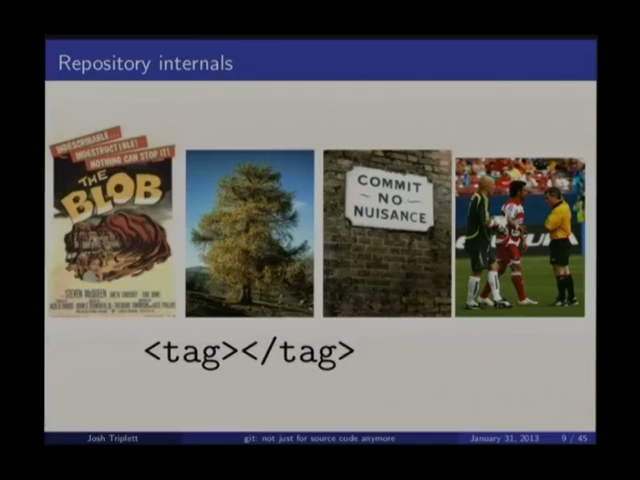 Repository internals
INDESCRIBABLE...
INDESTRUCTIBLE!
NOTHING CAN STOP IT!
THE
BLOB
STEVEN McQUEEN
COMMIT
NO
NUISANCE
<tag></tag>
Josh Triplett
git: not just for source code anymore
January 31, 2013
9 / 45